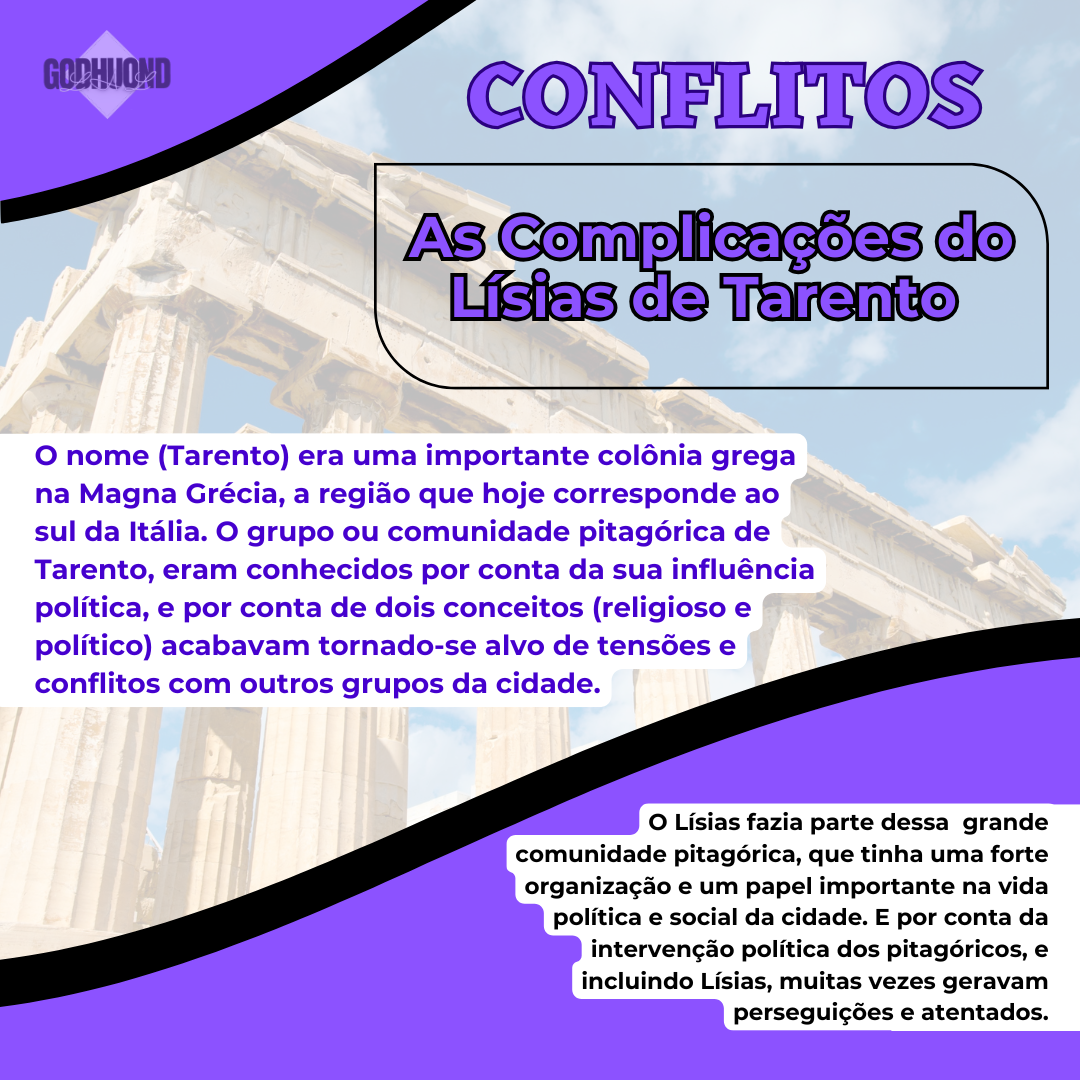 GODHUOND
CONFLITOS
As Complicações do
Lísias de Tarento
O nome (Tarento) era uma importante colônia grega
na Magna Grécia, a região que hoje corresponde ao
sul da Itália. O grupo ou comunidade pitagórica de
Tarento, eram conhecidos por conta da sua influência
política, e por conta de dois conceitos (religioso e
político) acabavam tornado-se alvo de tensões e
conflitos com outros grupos da cidade.
O Lísias fazia parte dessa  grande
comunidade pitagórica, que tinha uma forte
organização e um papel importante na vida
política e social da cidade. E por conta da
intervenção política dos pitagóricos, e
incluindo Lísias, muitas vezes geravam
perseguições e atentados.